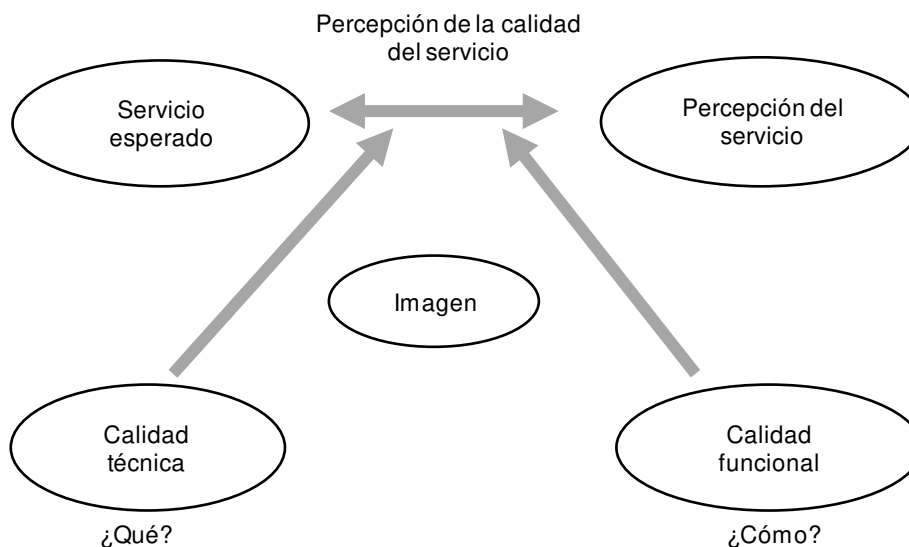 Percepción de la calidad
del servicio
Servicio
esperado
Percepción del
servicio
Imagen
Calidad
técnica
Calidad
funcional
¿Qué?
¿Cómo?